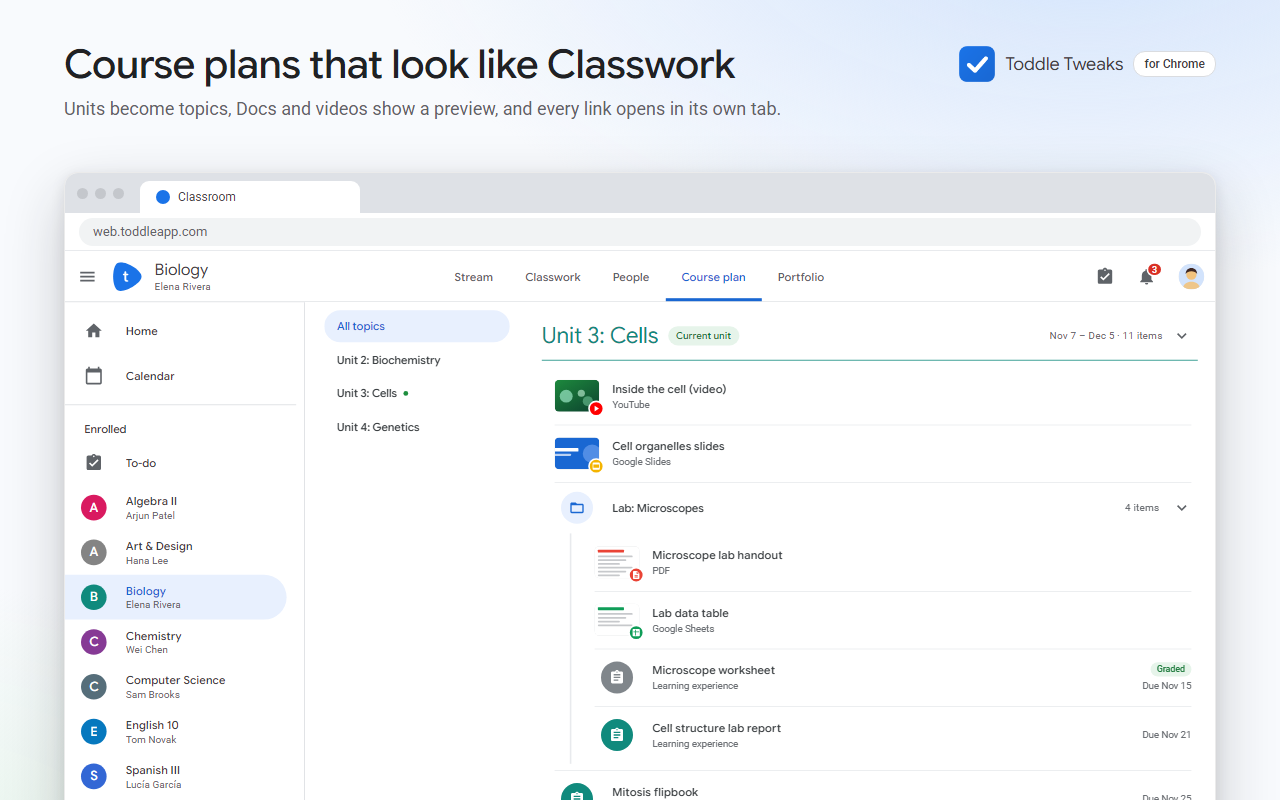 Course plans that look like Classwork
Units become topics, Docs and videos show a preview, and every link opens in its own tab.
Toddle Tweaks
for Chrome
Classroom
web.toddleapp.com
t
Biology
Elena Rivera
Stream
Classwork
People
Course plan
Portfolio
3
Home
Calendar
Enrolled
To-do
A
Algebra II
Arjun Patel
A
Art & Design
Hana Lee
B
Biology
Elena Rivera
C
Chemistry
Wei Chen
C
Computer Science
Sam Brooks
E
English 10
Tom Novak
S
Spanish III
Lucía García
All topics
Unit 2: Biochemistry
Unit 3: Cells
Unit 4: Genetics
Unit 3: Cells
Current unit
Nov 7 – Dec 5 · 11 items
Inside the cell (video)
YouTube
Cell organelles slides
Google Slides
Lab: Microscopes
4 items
Microscope lab handout
PDF
Lab data table
Google Sheets
Microscope worksheet
Learning experience
Graded
Due Nov 15
Cell structure lab report
Learning experience
Due Nov 21
Mitosis flipbook
Due Nov 25